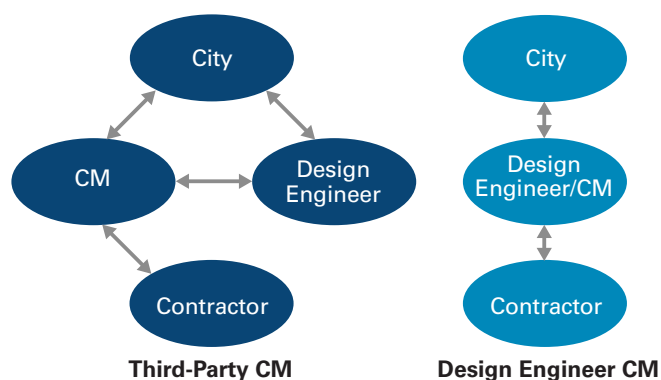 City
CM
Design
Engineer
Contractor
Third-Party CM
City
Design
Engineer/CM
Contractor
Design Engineer CM